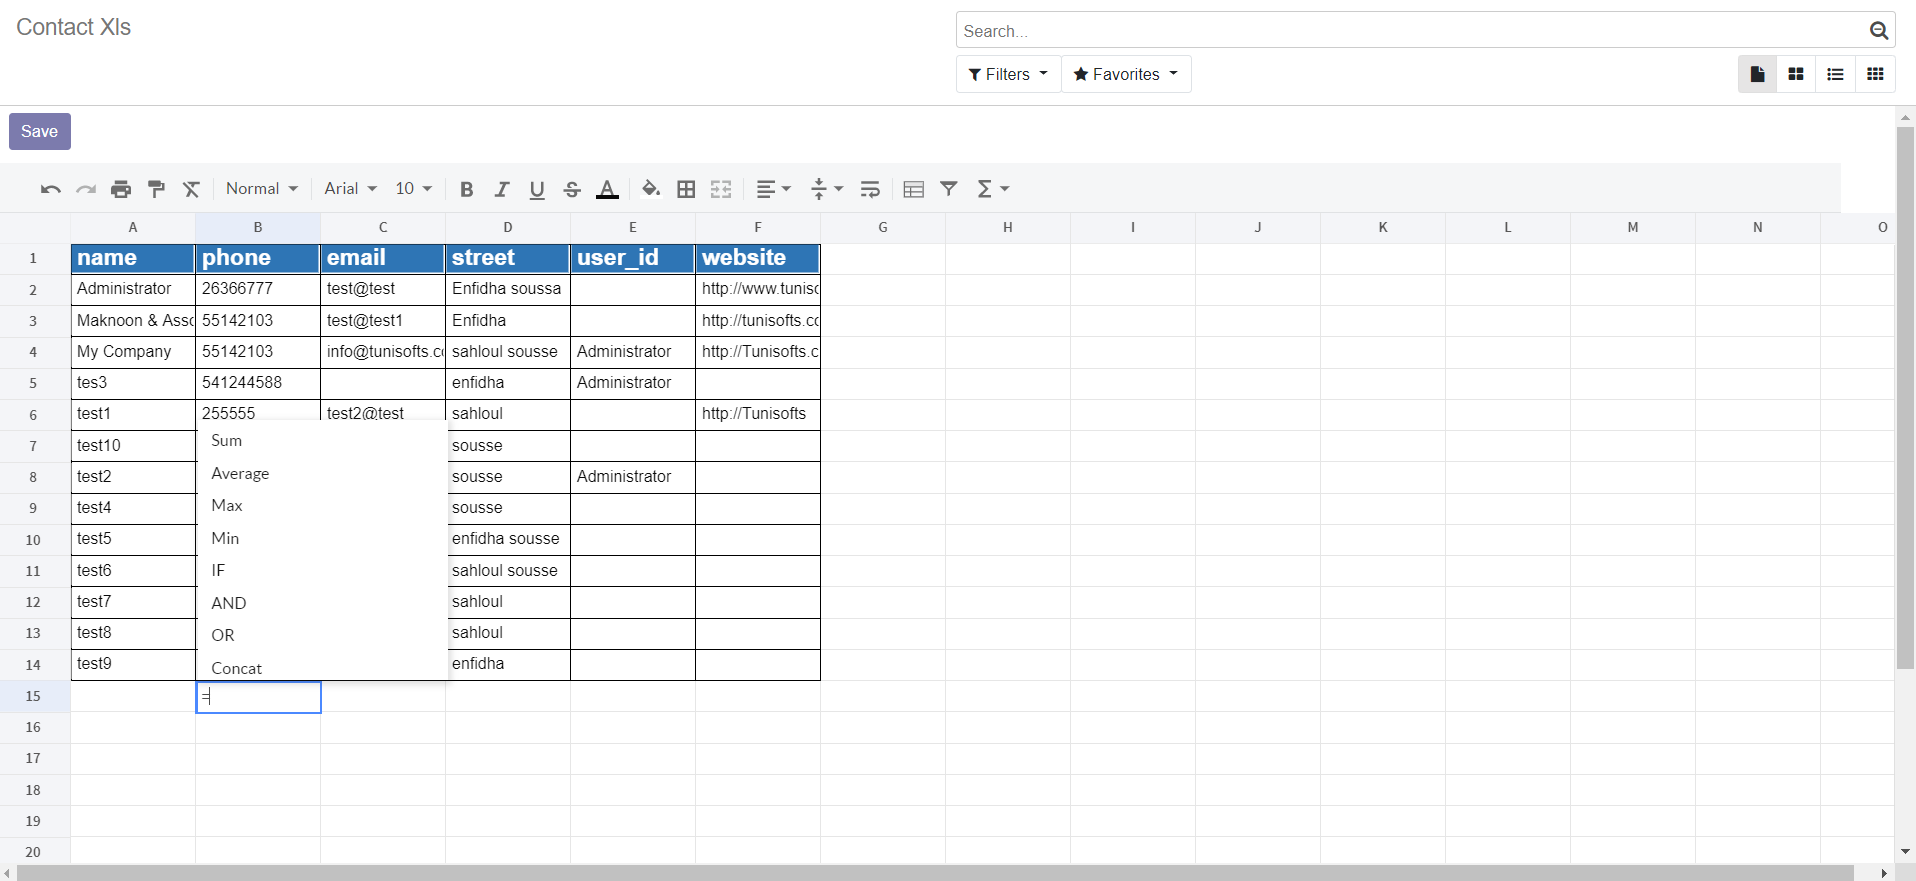 Contact Xls
Search...
Filters Favorites
Save
Normal Arial 10 B I U S A Σ
A B C D E F G H I J K L M N O
1 name phone email street user_id website
2 Administrator 26366777 test@test Enfidha soussa http://www.tunisc
3 Maknoon & Assc 55142103 test@test1 Enfidha http://tunisofts.cc
4 My Company 55142103 info@tunisofts.cc sahloul sousse Administrator http://Tunisofts.c
5 tes3 541244588 enfidha Administrator
6 test1 255555 test2@test sahloul http://Tunisofts
Sum
7 test10 sousse
Average
8 test2 sousse Administrator
Max
9 test4 sousse
Min
10 test5 enfidha sousse
IF
11 test6 sahloul sousse
AND
12 test7 sahloul
OR
13 test8 sahloul
Concat
14 test9 enfidha
15 =
16
17
18
19
20